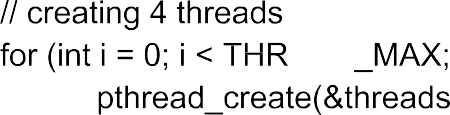 // creating 4 threads
for (int i = 0; i < THR _MAX;
pthread_create(&threads